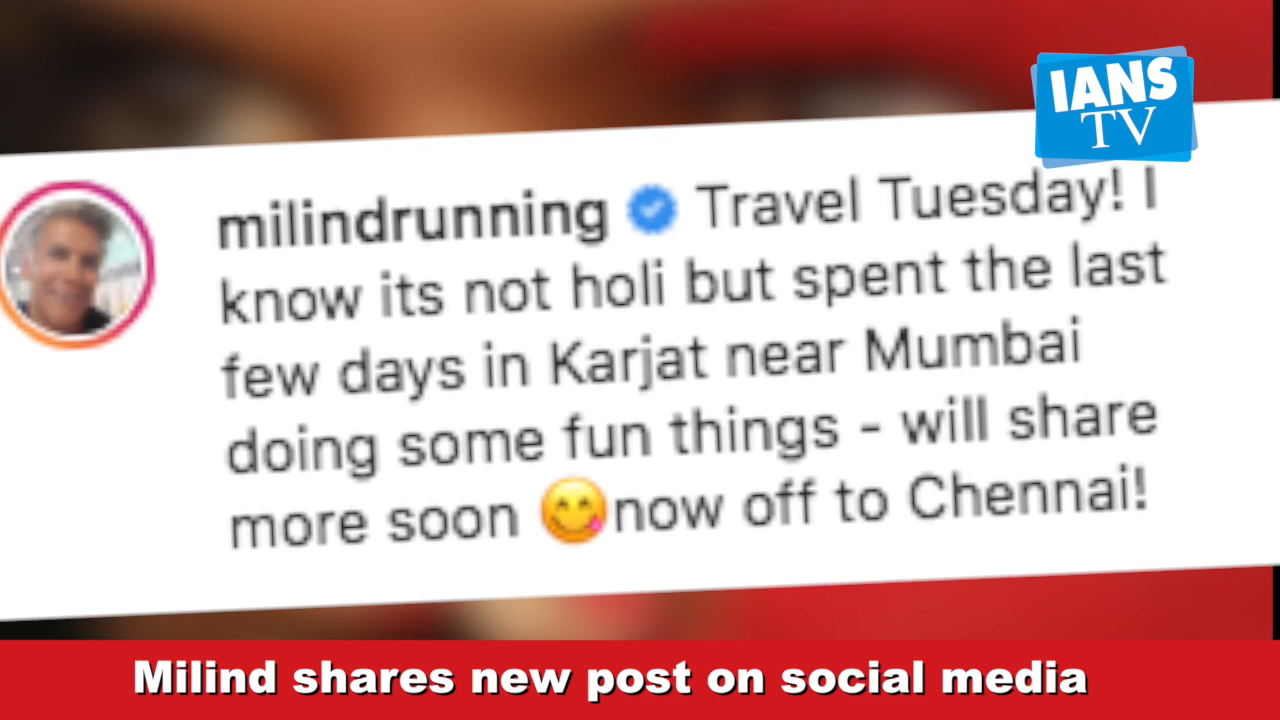 IANS
TV
milindrunning Travel Tuesday! I
know its not holi but spent the last
few days in Karjat near Mumbai
doing some fun things - will share
more soon 😋now off to Chennai!
Milind shares new post on social media